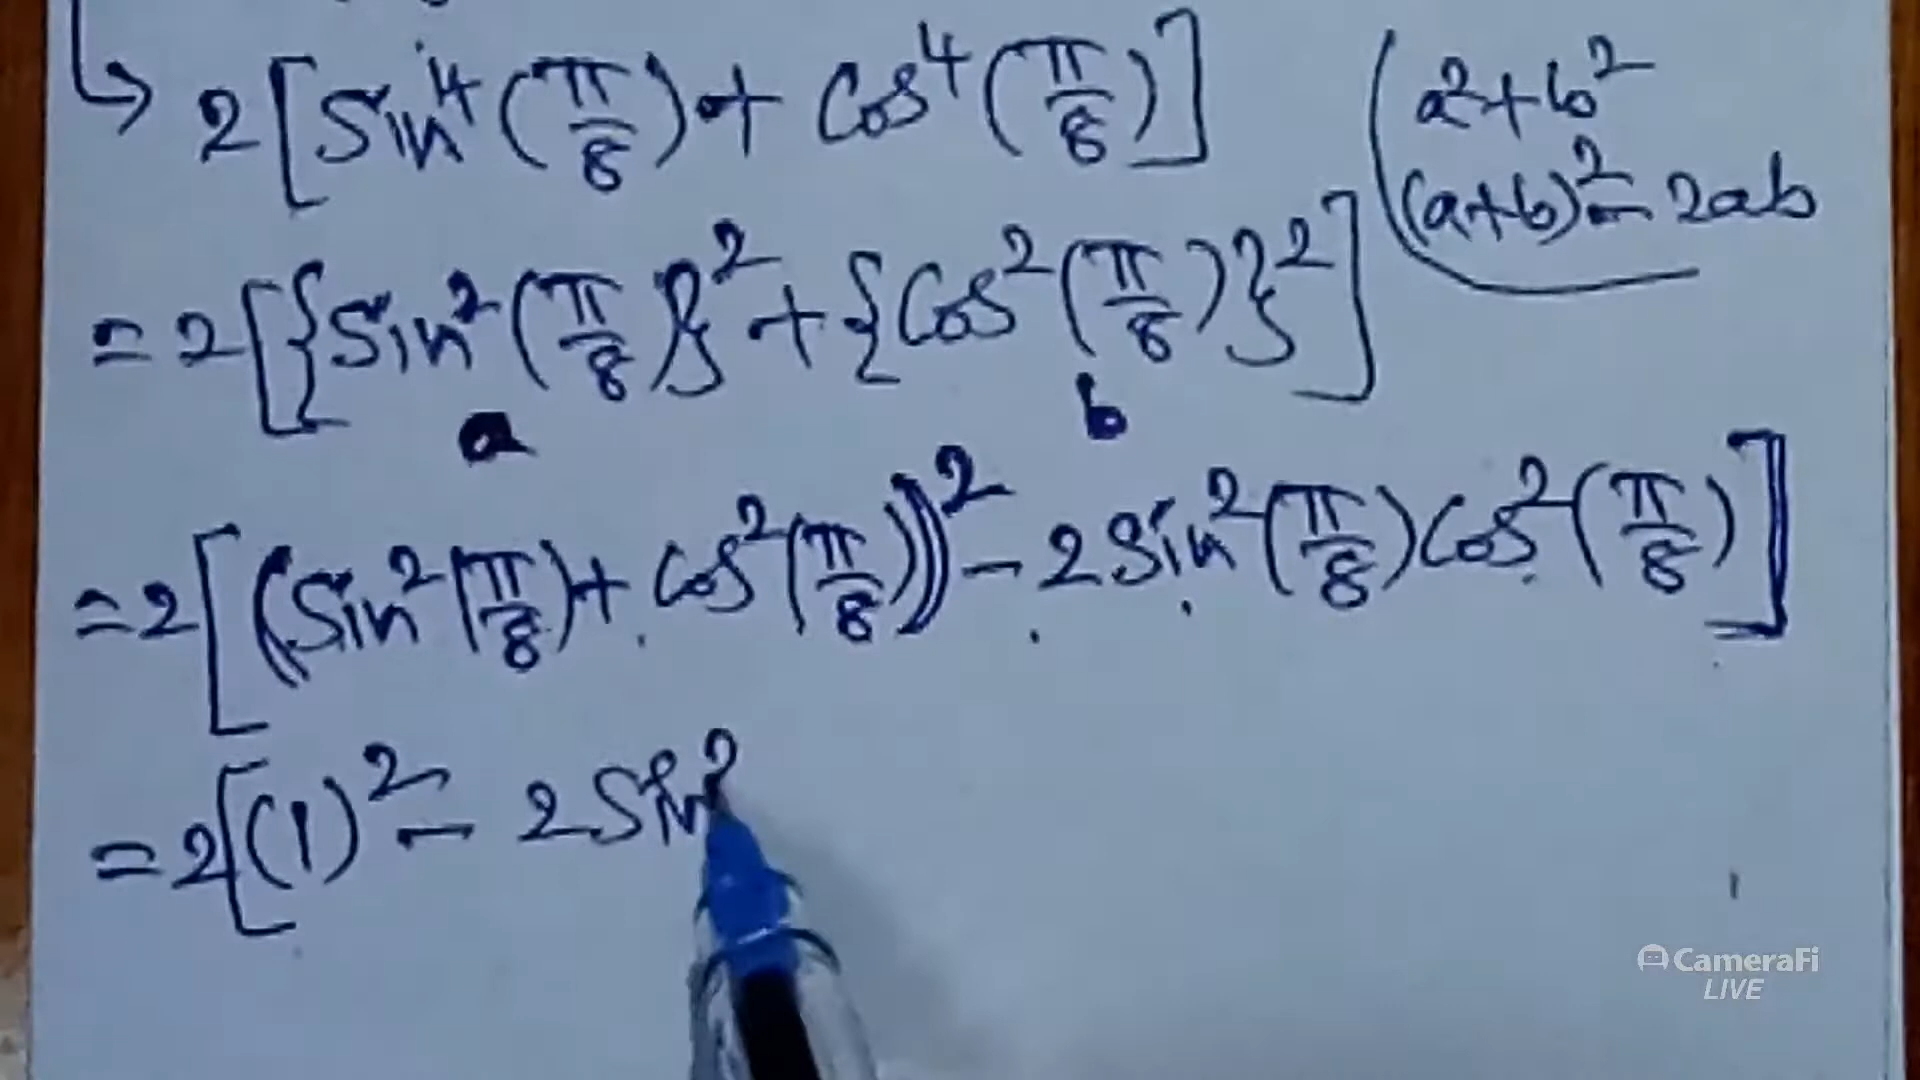 → 2[Sin⁴(π/8) + Cos⁴(π/8)]
a²+b²
(a+b)² - 2ab
= 2[{Sin²(π/8)}² + {Cos²(π/8)}²]
a b
= 2[(Sin²(π/8) + Cos²(π/8))² - 2Sin²(π/8)Cos²(π/8)]
= 2[(1)² - 2Sin²
CameraFi
LIVE